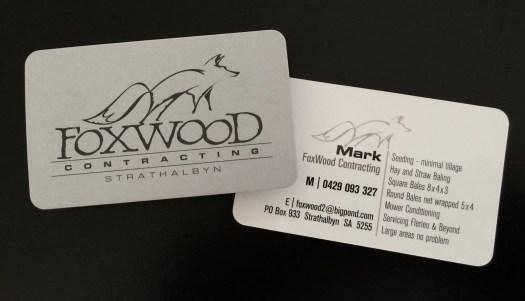 FOXWOOD
CONTRACTING
STRATHALBYN
Mark
FoxWood Contracting
M | 0429 093 327
E | foxwood2@bigpond.com
PO Box 933 Strathalbyn SA 5255
Seeding - minimal tillage
Hay and Straw Baling
Square Bales 8x4x3
Round Bales net wrapped 5x4
Mower Condtioning
Servicing Flerieu & Beyond
Large areas no problem